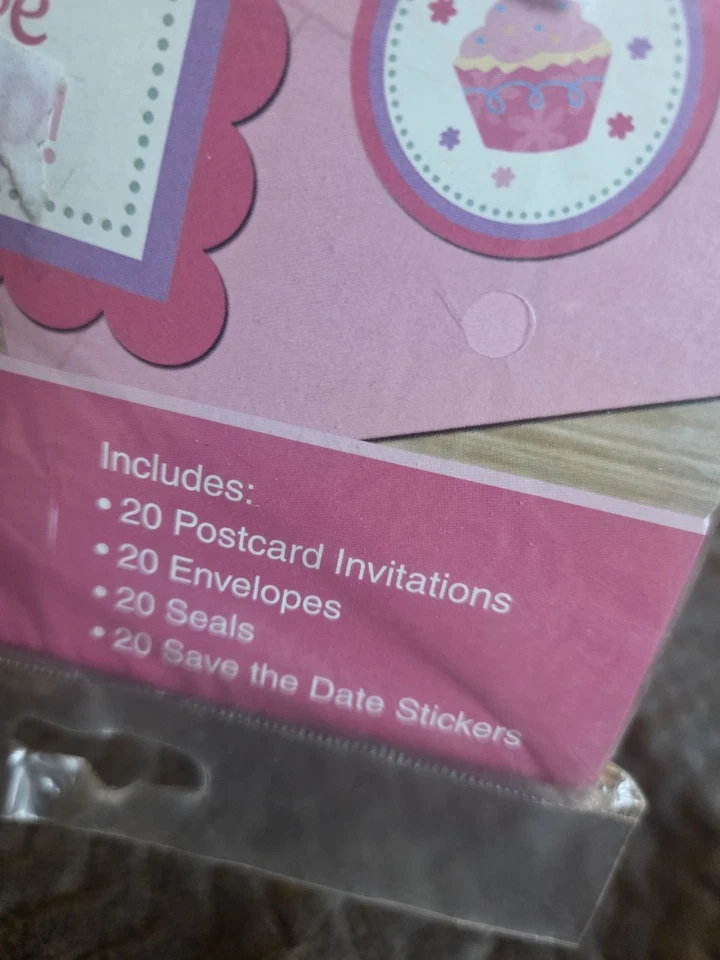 Includes:
• 20 Postcard Invitations
• 20 Envelopes
• 20 Seals
• 20 Save the Date Stickers